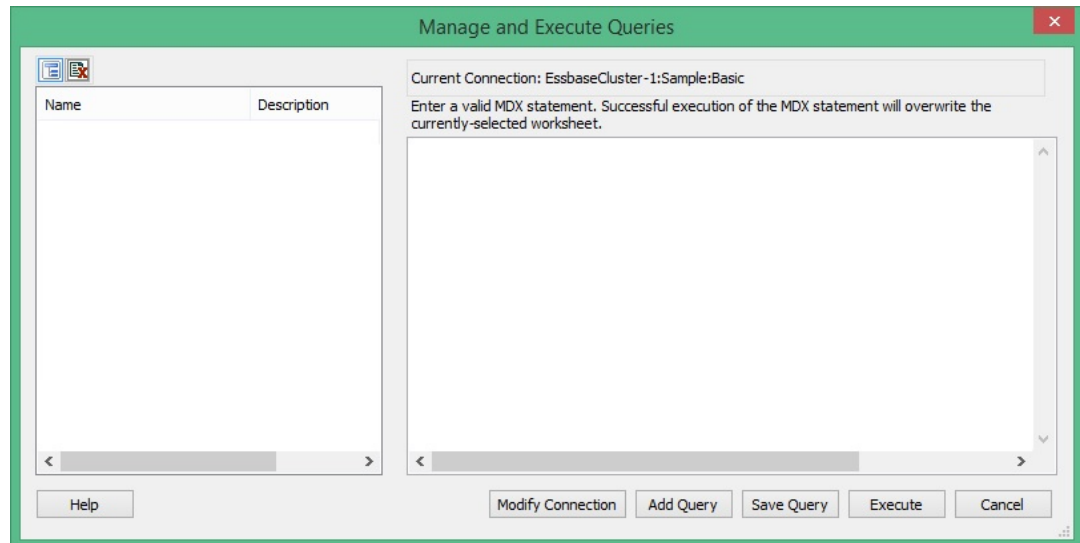 Manage and Execute Queries
Name Description
Current Connection: EssbaseCluster-1:Sample:Basic
Enter a valid MDX statement. Successful execution of the MDX statement will overwrite the
currently-selected worksheet.
Help Modify Connection Add Query Save Query Execute Cancel